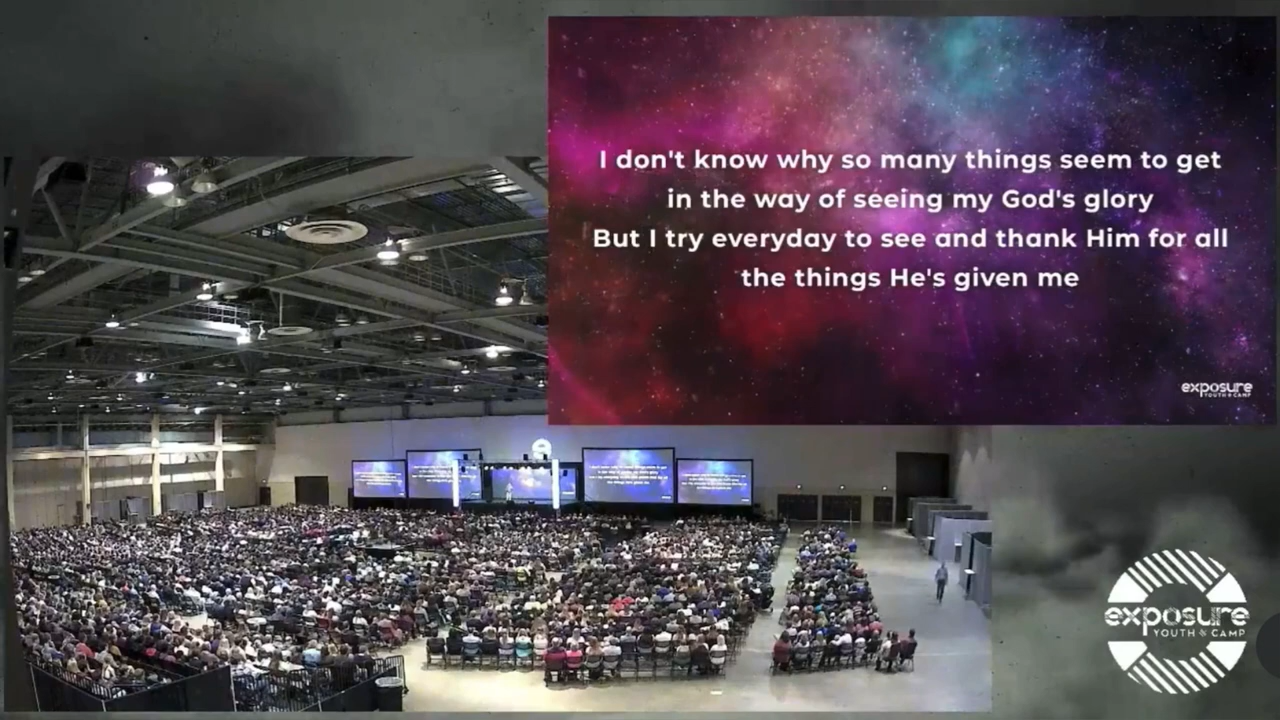 I don't know why so many things seem to get
in the way of seeing my God's glory
But I try everyday to see and thank Him for all
the things He's given me
exposure
YOUTH CAMP
exposure
YOUTH CAMP